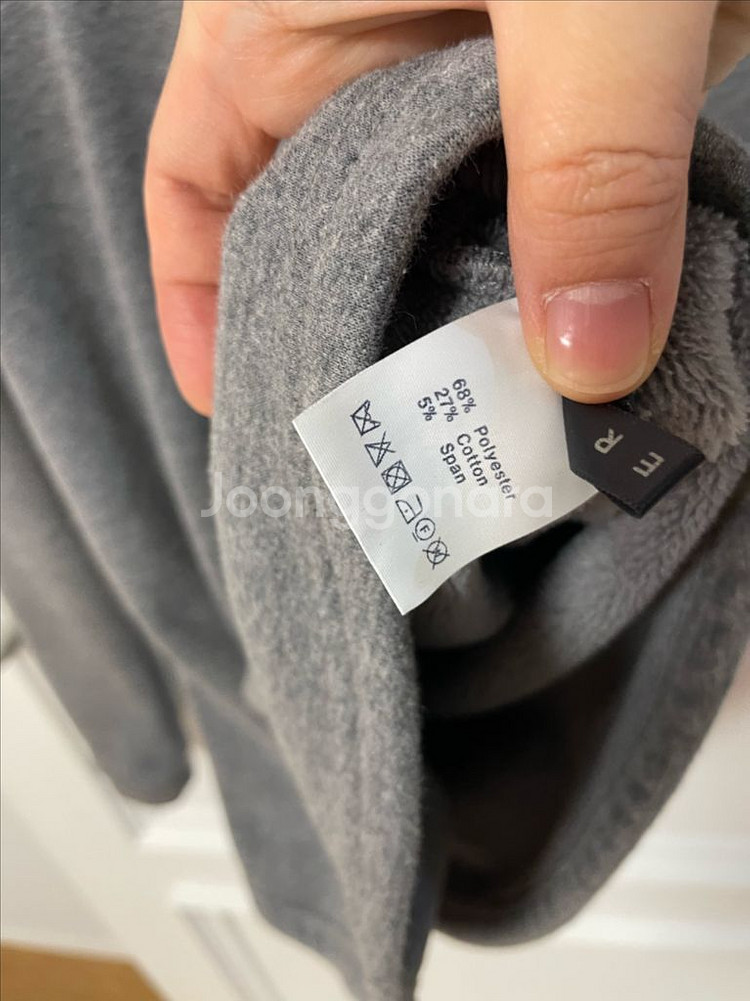 68% Polyester
27% Cotton
5% Span
F
W
R
E
Joonggonara